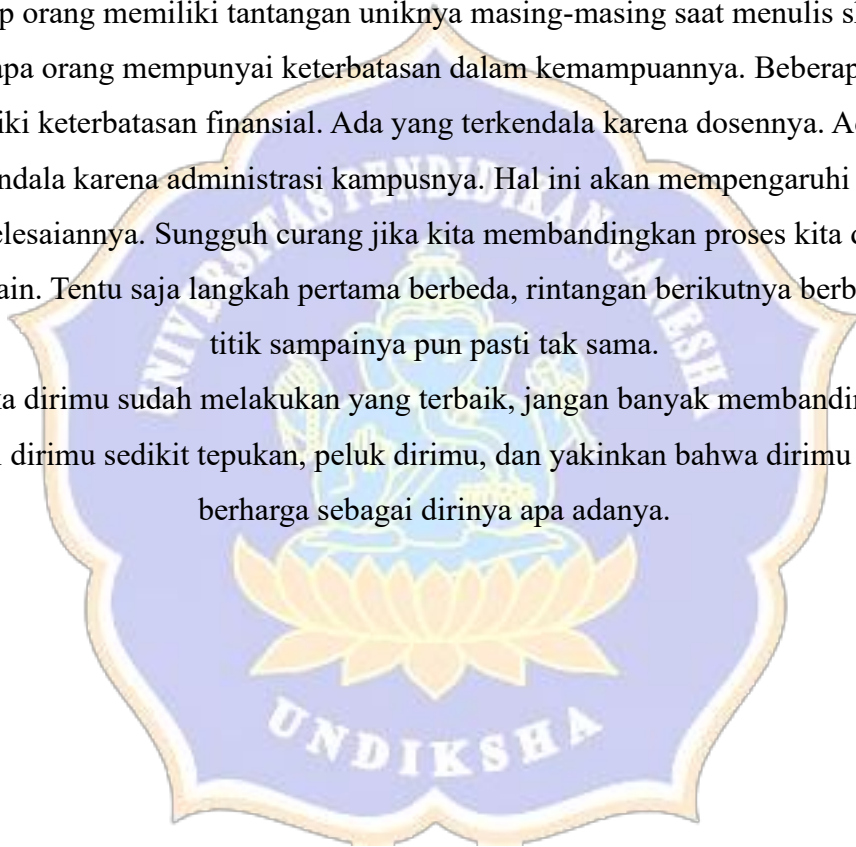 p orang memiliki tantangan uniknya masing-masing saat menulis
apa orang mempunyai keterbatasan dalam kemampuannya. Beberap
iki keterbatasan finansial. Ada yang terkendala karena dosennya.
ndala karena administrasi kampusnya. Hal ini akan mempengaruhi
elesaiannya. Sungguh curang jika kita membandingkan proses kita
ain. Tentu saja langkah pertama berbeda, rintangan berikutnya berb
titik sampainya pun pasti tak sama.
a dirimu sudah melakukan yang terbaik, jangan banyak membandi
dirimu sedikit tepukan, peluk dirimu, dan yakinkan bahwa dirimu
berharga sebagai dirinya apa adanya.
UNIVERSITAS PENDIDIKAN GANESH
UNDIKSHA